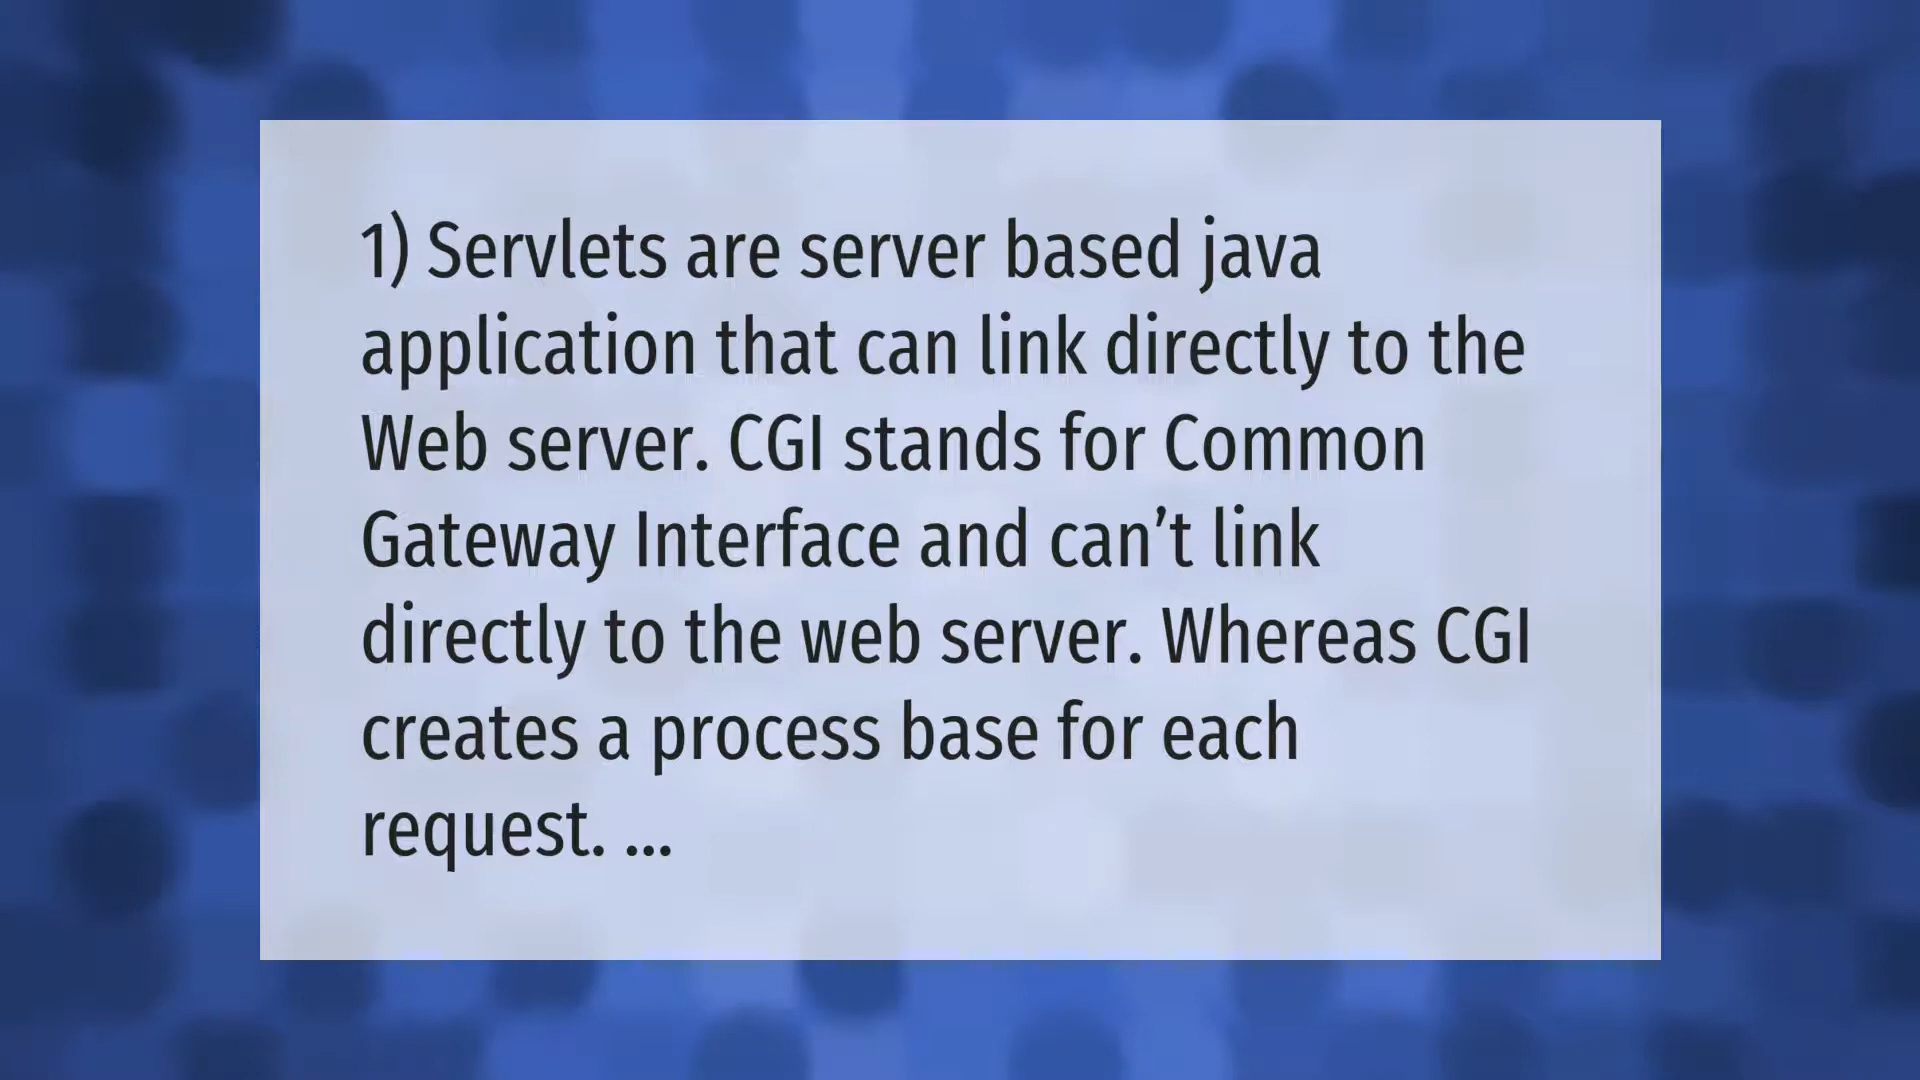 1) Servlets are server based java
application that can link directly to the
Web server. CGI stands for Common
Gateway Interface and can’t link
directly to the web server. Whereas CGI
creates a process base for each
request. ...